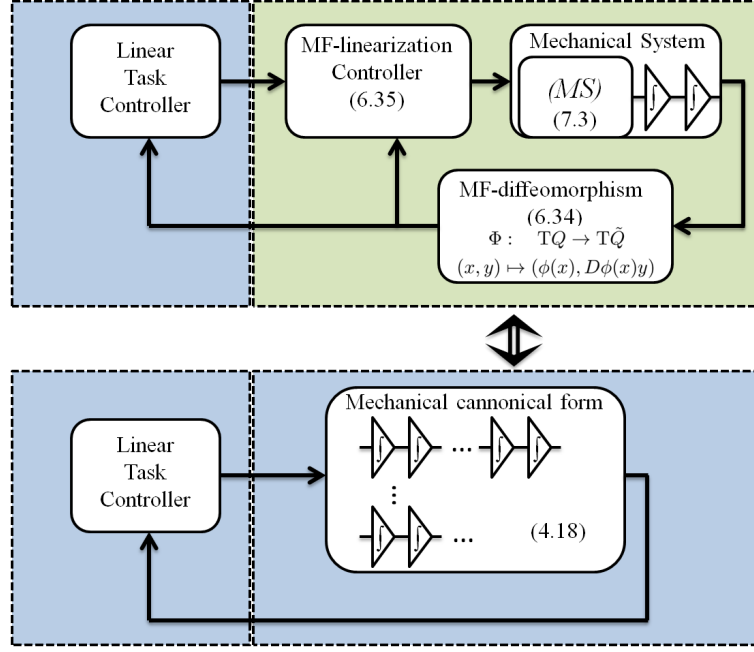 Linear
Task
Controller
MF-linearization
Controller
(6.35)
Mechanical System
(MS)
(7.3)
∫
∫
MF-diffeomorphism
(6.34)
Φ : TQ → TQ̃
(x, y) ↦ (ϕ(x), Dϕ(x)y)
Linear
Task
Controller
Mechanical cannonical form
∫ ∫ ... ∫ ∫
⋮
∫ ∫ ...
(4.18)